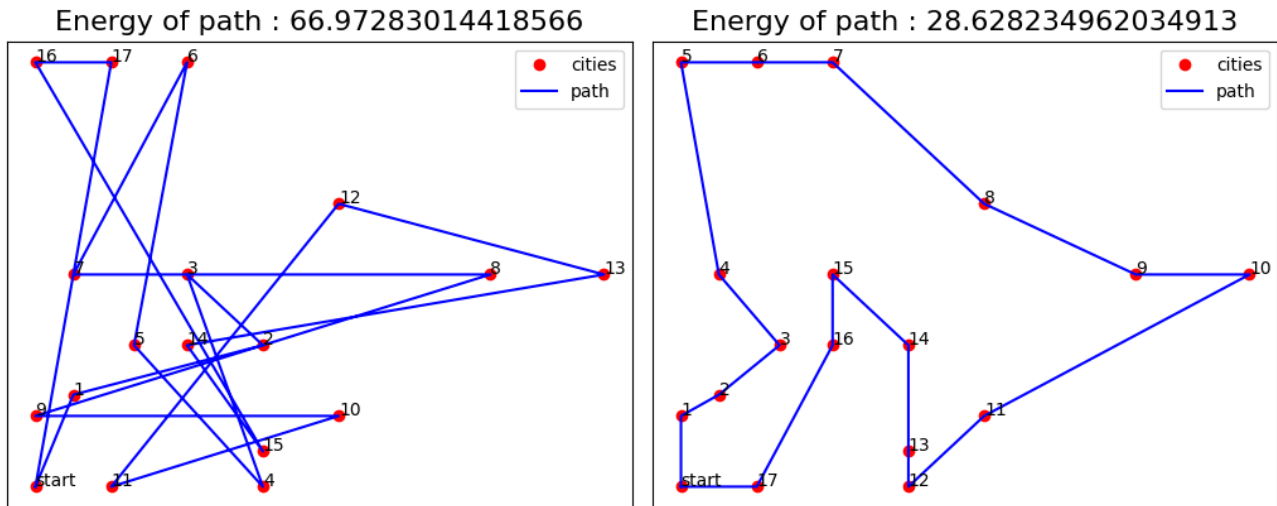 Energy of path : 66.97283014418566
16 17 6
cities
path
12
7 3 8 13
5 14 2
1
9 10
15
start 11 4
Energy of path : 28.628234962034913
5 6 7
cities
path
8
4 15 9 10
3 16 14
2
1 11
13
start 17 12